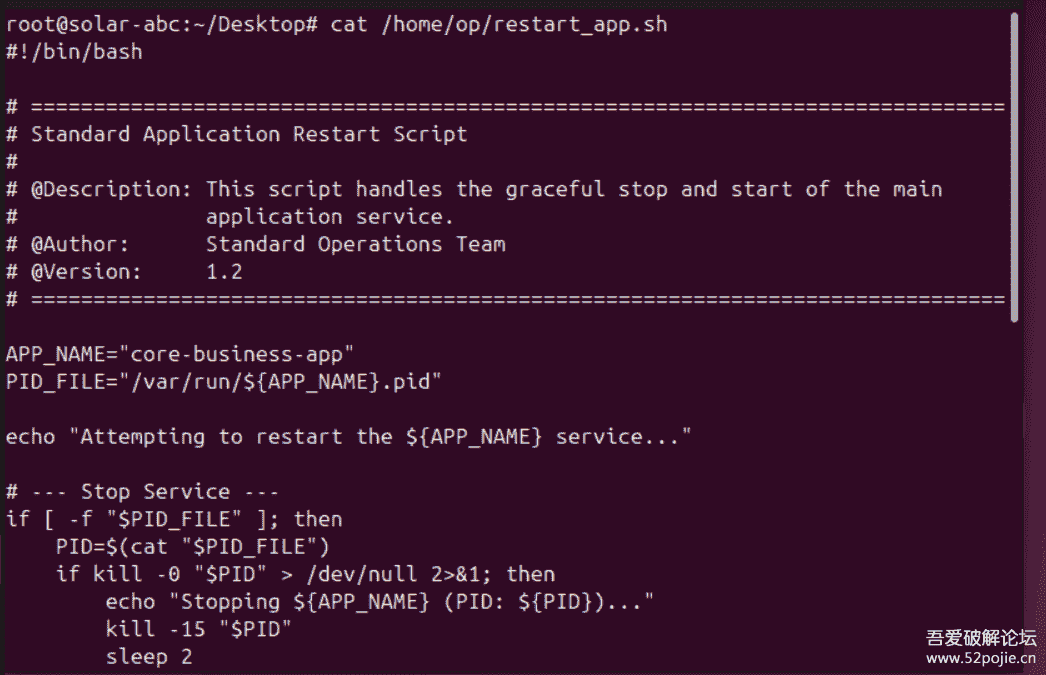 root@solar-abc:~/Desktop# cat /home/op/restart_app.sh
#!/bin/bash
# ==============================================================================
# Standard Application Restart Script
#
# @Description: This script handles the graceful stop and start of the main
#               application service.
# @Author:      Standard Operations Team
# @Version:     1.2
# ==============================================================================
APP_NAME="core-business-app"
PID_FILE="/var/run/${APP_NAME}.pid"
echo "Attempting to restart the ${APP_NAME} service..."
# --- Stop Service ---
if [ -f "$PID_FILE" ]; then
    PID=$(cat "$PID_FILE")
    if kill -0 "$PID" > /dev/null 2>&1; then
        echo "Stopping ${APP_NAME} (PID: ${PID})..."
        kill -15 "$PID"
        sleep 2
吾爱破解论坛
www.52pojie.cn